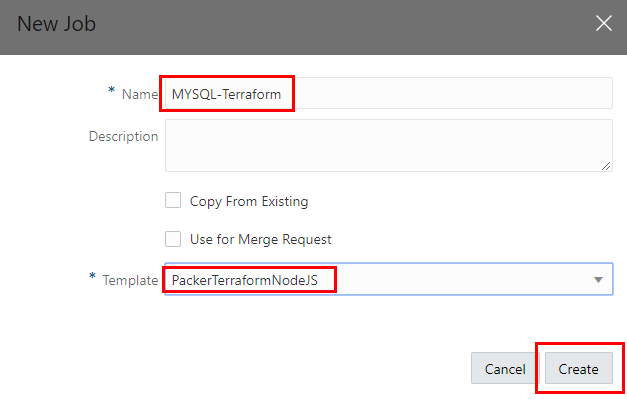 New Job
* Name MYSQL-Terraform
Description
Copy From Existing
Use for Merge Request
* Template PackerTerraformNodeJS
Cancel Create